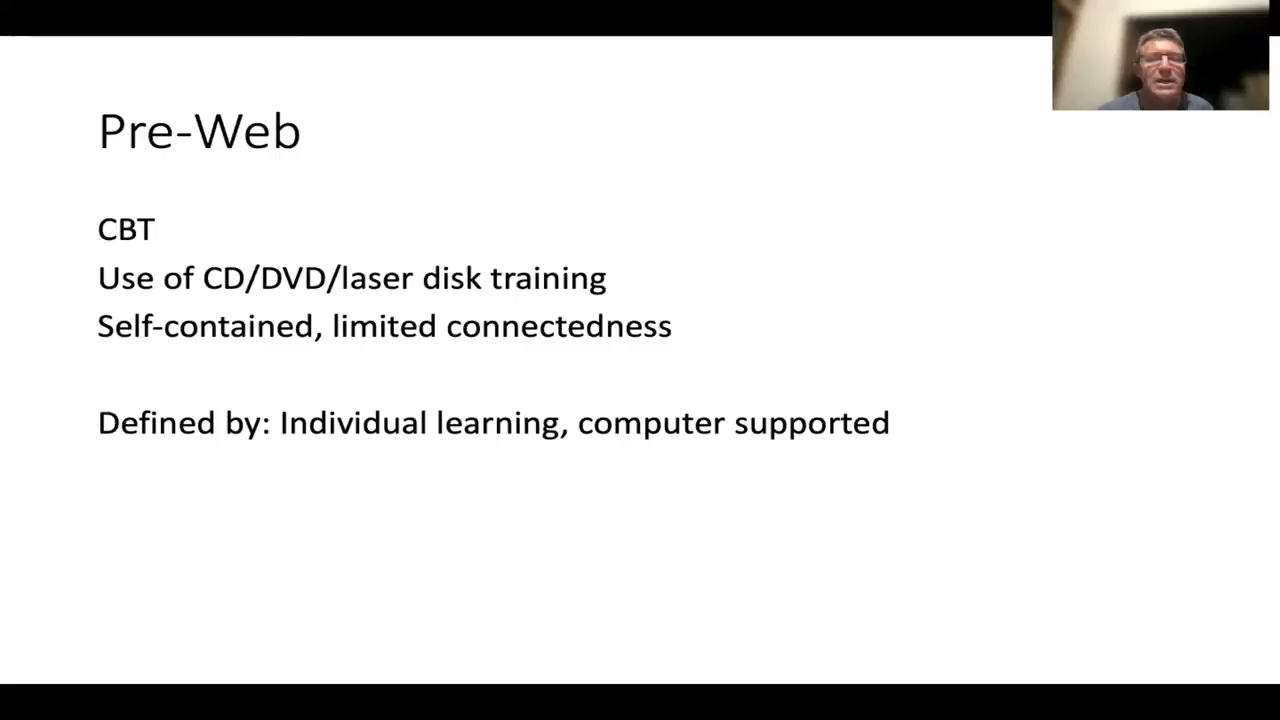 Pre-Web
CBT
Use of CD/DVD/laser disk training
Self-contained, limited connectedness
Defined by: Individual learning, computer supported